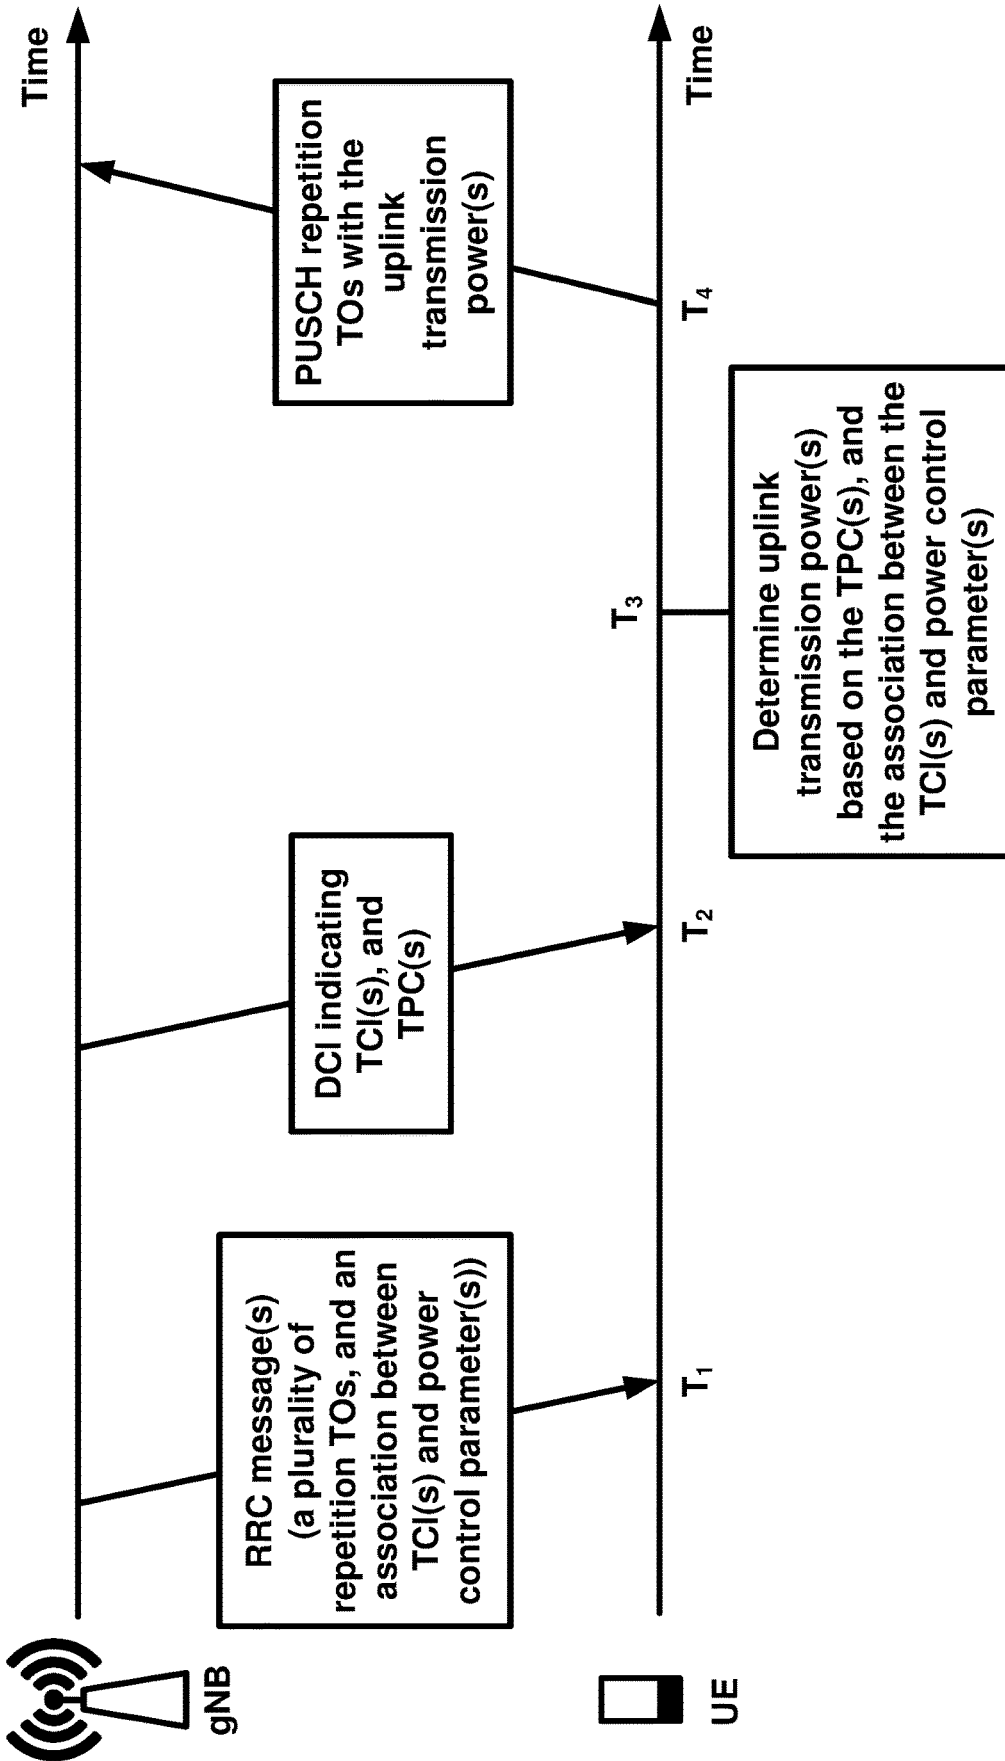 Time
gNB
RRC message(s)
(a plurality of
repetition TOs, and an
association between
TCI(s) and power
control parameter(s))
DCI indicating
TCI(s), and
TPC(s)
PUSCH repetition
TOs with the
uplink
transmission
power(s)
UE
T1
T2
T3
T4
Time
Determine uplink
transmission power(s)
based on the TPC(s), and
the association between the
TCI(s) and power control
parameter(s)